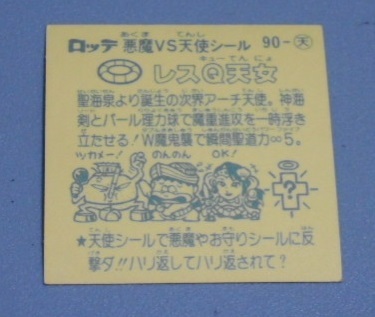 ロッテ 悪魔VS天使シール 90-天
レスQ天女
聖海泉より誕生の次界アーチ天使。神海
剣とパール理力球で魔重進攻を一時浮き
立たせる!W魔鬼襲で瞬間聖道力∞5。
ツカメー! のんのん OK!
★天使シールで悪魔やお守りシールに反
撃ダ!!ハリ返してハリ返されて?